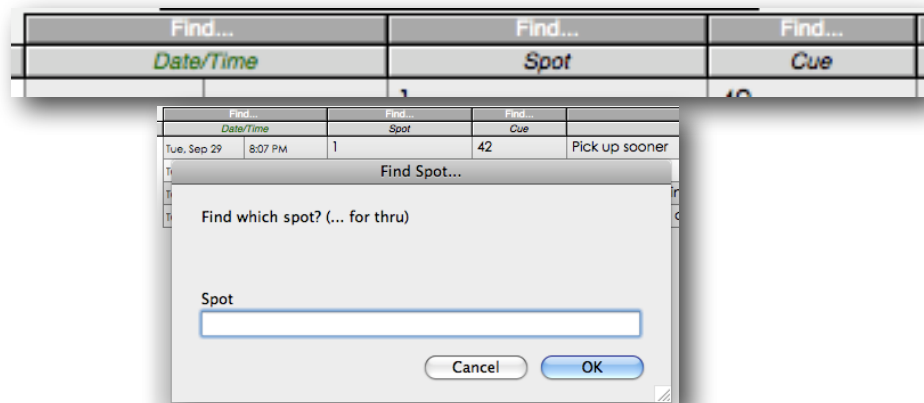 Find... Find... Find...
Date/Time Spot Cue
1
Find... Find... Find...
Date/Time Spot Cue
Tue, Sep 29 8:07 PM 1 42 Pick up sooner
Find Spot...
Find which spot? (... for thru)
Spot
Cancel OK